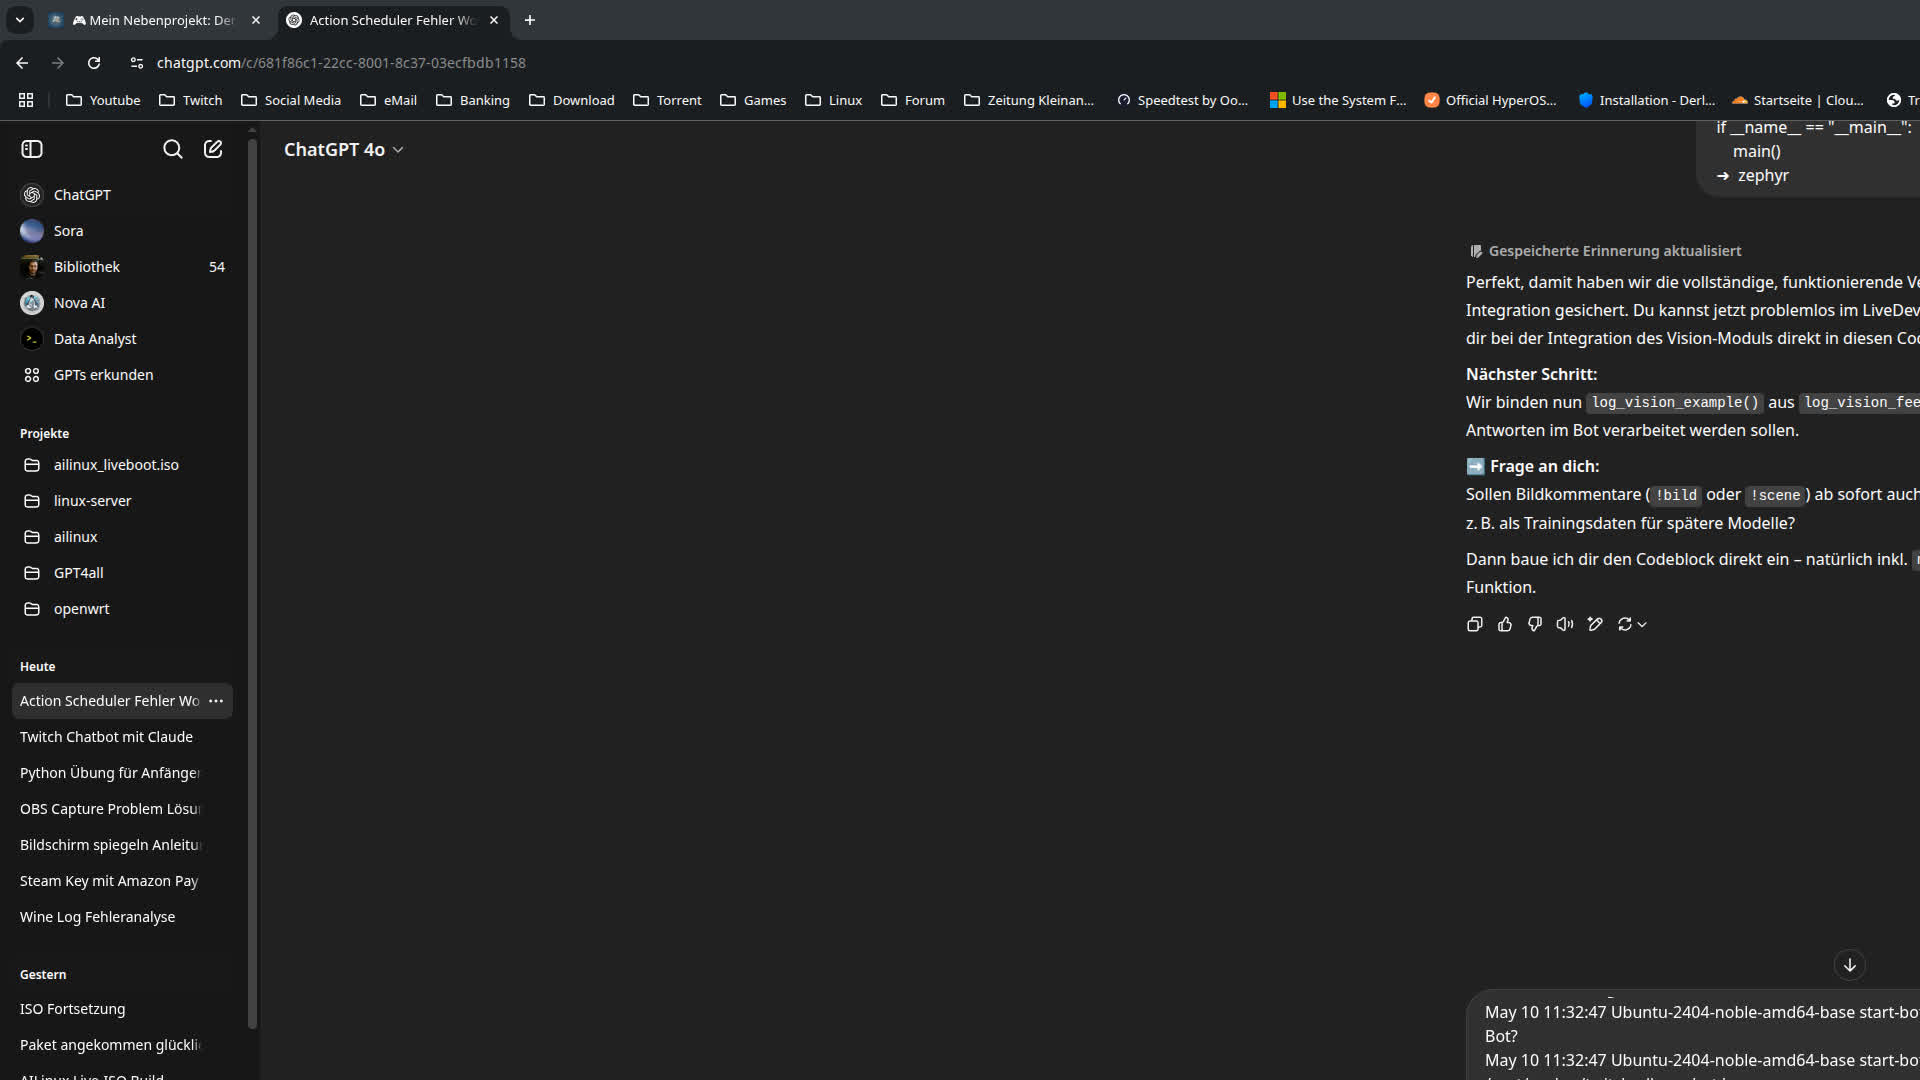 🎮 Mein Nebenprojekt: Der
Action Scheduler Fehler Wo
chatgpt.com/c/681f86c1-22cc-8001-8c37-03ecfbdb1158
Youtube
Twitch
Social Media
eMail
Banking
Download
Torrent
Games
Linux
Forum
Zeitung Kleinan...
Speedtest by Oo...
Use the System F...
Official HyperOS...
Installation - Derl...
Startseite | Clou...
Tr
ChatGPT
Sora
Bibliothek 54
Nova AI
Data Analyst
GPTs erkunden
Projekte
ailinux_liveboot.iso
linux-server
ailinux
GPT4all
openwrt
Heute
Action Scheduler Fehler Wo
Twitch Chatbot mit Claude
Python Übung für Anfänger
OBS Capture Problem Lösu
Bildschirm spiegeln Anleitu
Steam Key mit Amazon Pay
Wine Log Fehleranalyse
Gestern
ISO Fortsetzung
Paket angekommen glückli
AILinux Live ISO Build
ChatGPT 4o
if __name__ == "__main__":
main()
➜ zephyr
Gespeicherte Erinnerung aktualisiert
Perfekt, damit haben wir die vollständige, funktionierende Ve
Integration gesichert. Du kannst jetzt problemlos im LiveDev
dir bei der Integration des Vision-Moduls direkt in diesen Co
Nächster Schritt:
Wir binden nun log_vision_example() aus log_vision_fee
Antworten im Bot verarbeitet werden sollen.
➡️ Frage an dich:
Sollen Bildkommentare (!bild oder !scene) ab sofort auch
z. B. als Trainingsdaten für spätere Modelle?
Dann baue ich dir den Codeblock direkt ein – natürlich inkl.
Funktion.
May 10 11:32:47 Ubuntu-2404-noble-amd64-base start-bot
Bot?
May 10 11:32:47 Ubuntu-2404-noble-amd64-base start-bot